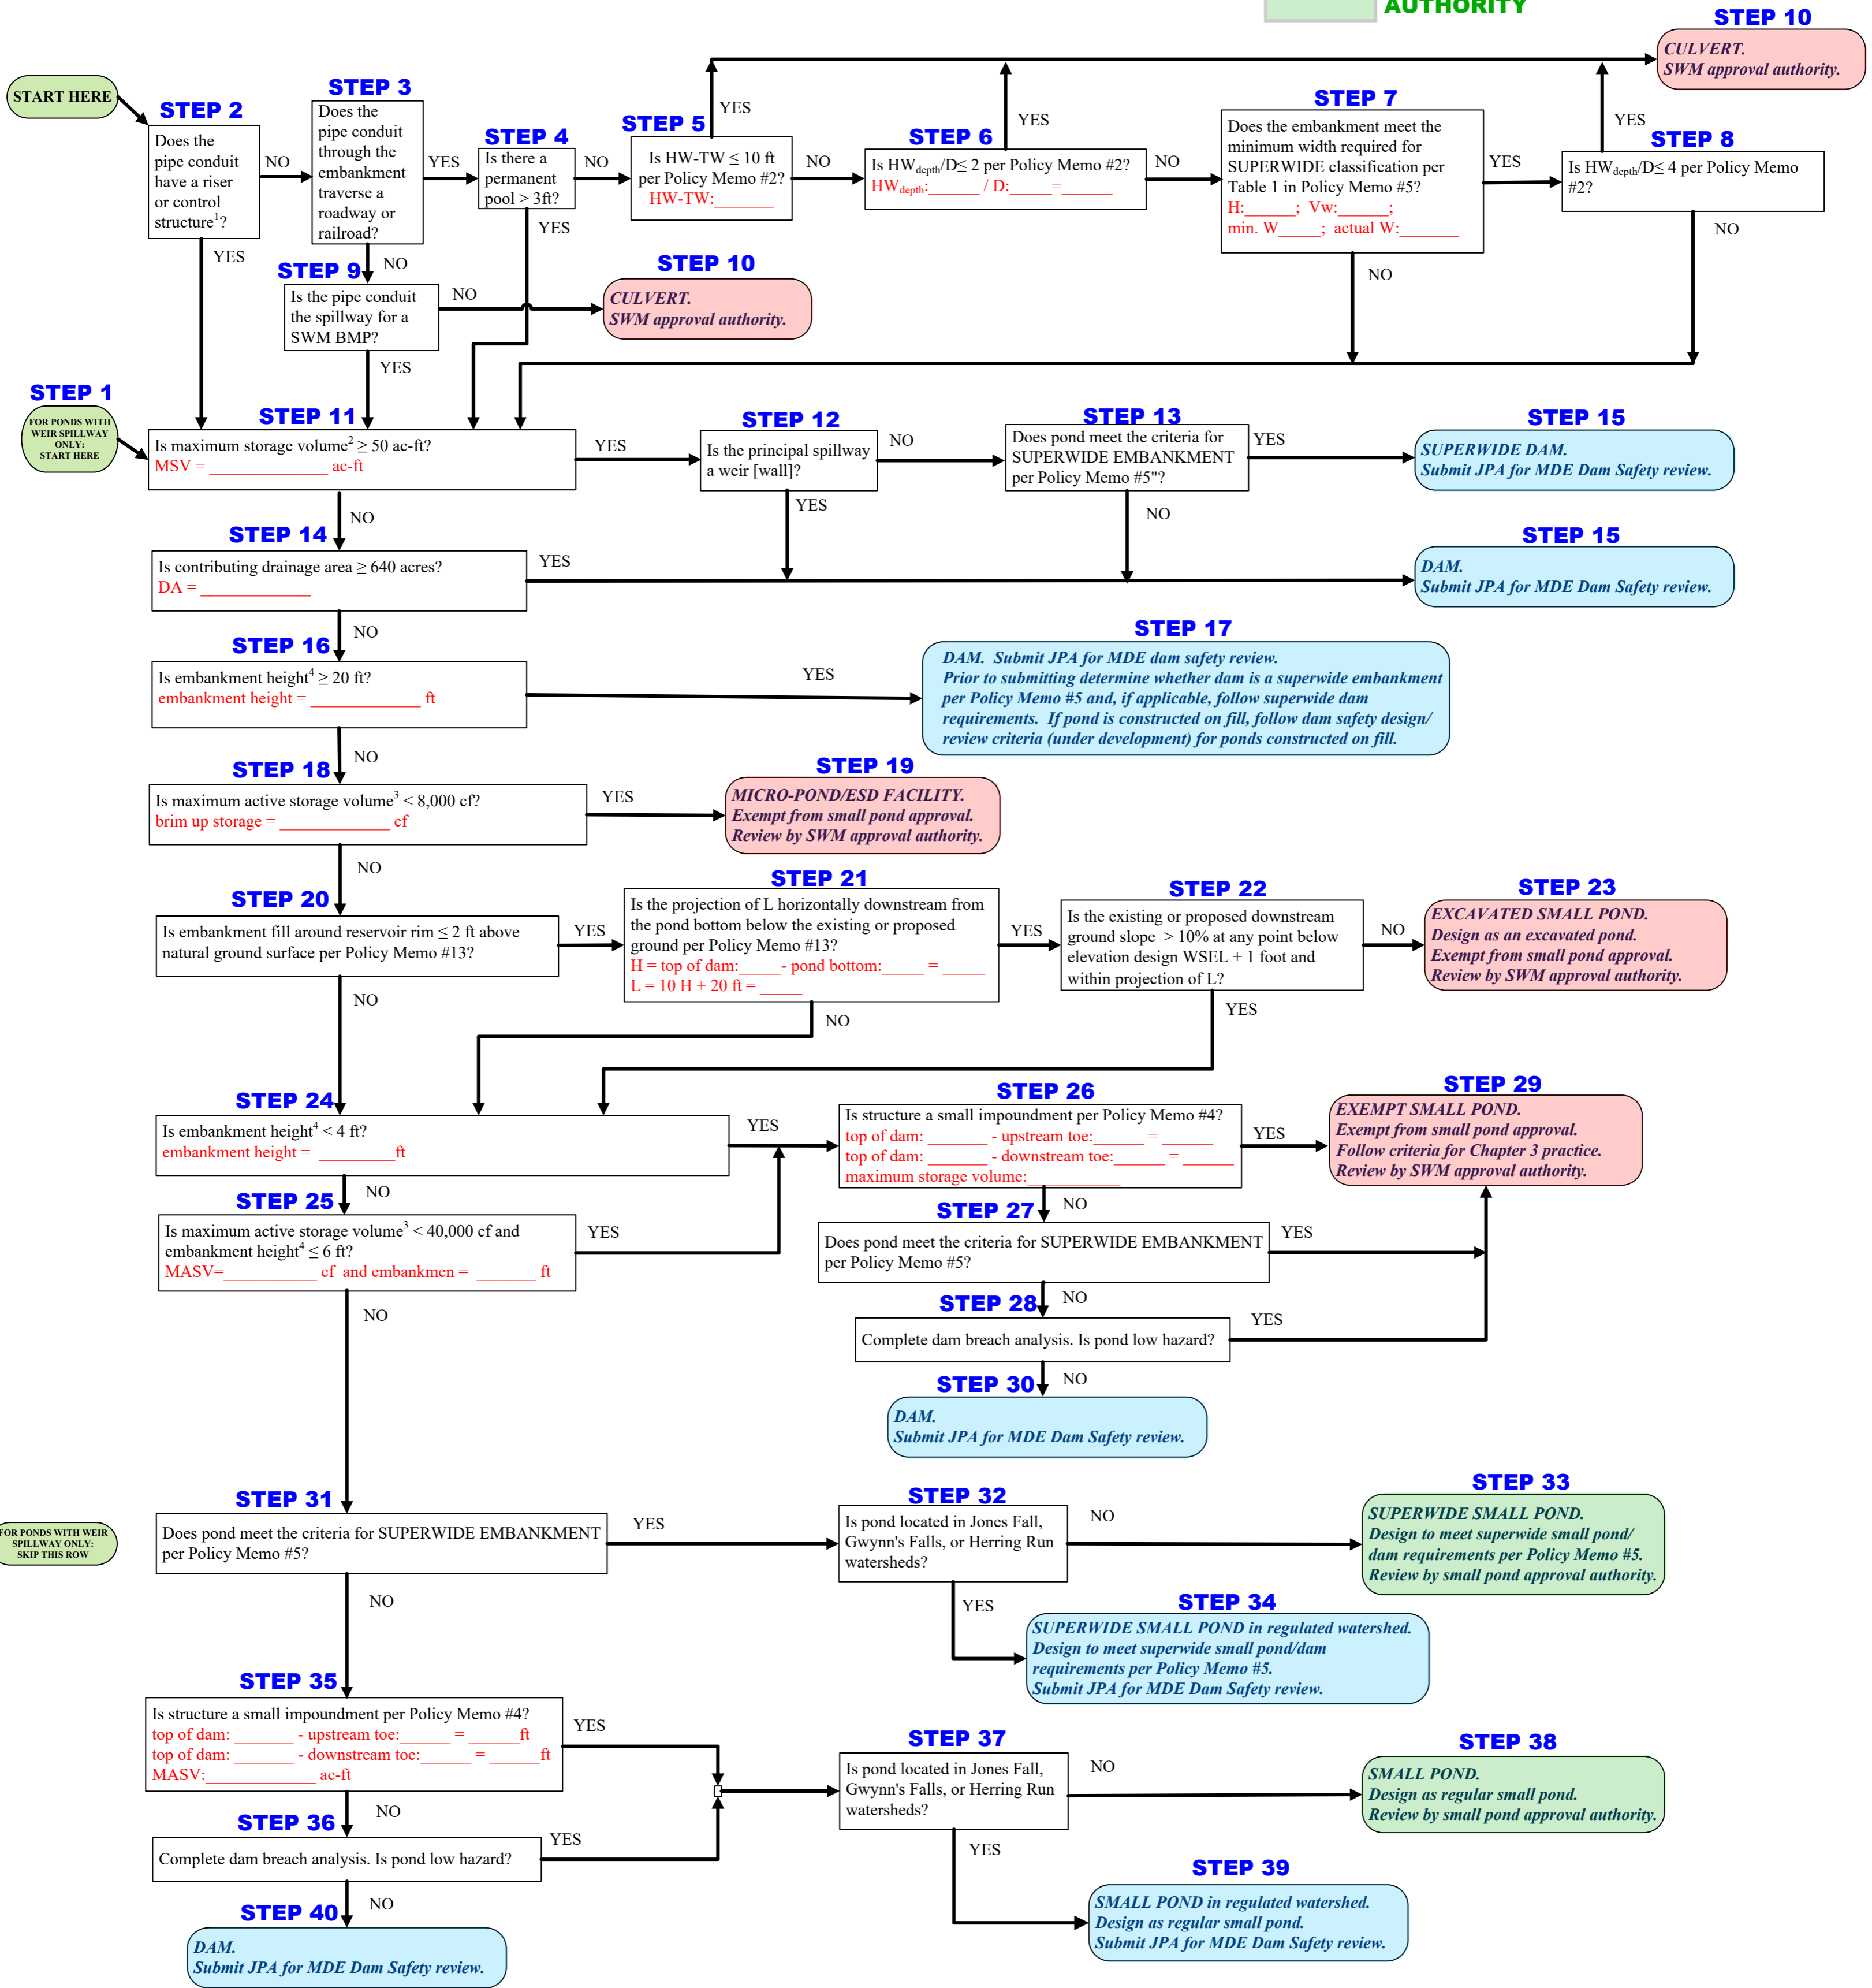 AUTHORITY
STEP 10
CULVERT.
SWM approval authority.
START HERE
STEP 2
Does the
pipe conduit
have a riser
or control
structure¹?
NO
YES
STEP 3
Does the
pipe conduit
through the
embankment
traverse a
roadway or
railroad?
YES
NO
STEP 4
Is there a
permanent
pool > 3ft?
NO
YES
STEP 5
Is HW-TW ≤ 10 ft
per Policy Memo #2?
HW-TW:_______
YES
NO
STEP 6
Is HWdepth/D≤ 2 per Policy Memo #2?
HWdepth:______ / D:_____=______
YES
NO
STEP 7
Does the embankment meet the
minimum width required for
SUPERWIDE classification per
Table 1 in Policy Memo #5?
H:______; Vw:______;
min. W_____; actual W:_______
YES
NO
STEP 8
Is HWdepth/D≤ 4 per Policy Memo
#2?
YES
NO
STEP 9
Is the pipe conduit
the spillway for a
SWM BMP?
NO
YES
STEP 10
CULVERT.
SWM approval authority.
STEP 1
FOR PONDS WITH
WEIR SPILLWAY
ONLY:
START HERE
STEP 11
Is maximum storage volume² ≥ 50 ac-ft?
MSV = ______________ ac-ft
YES
NO
STEP 12
Is the principal spillway
a weir [wall]?
NO
YES
STEP 13
Does pond meet the criteria for
SUPERWIDE EMBANKMENT
per Policy Memo #5"?
YES
NO
STEP 15
SUPERWIDE DAM.
Submit JPA for MDE Dam Safety review.
STEP 14
Is contributing drainage area ≥ 640 acres?
DA = _____________
YES
NO
STEP 15
DAM.
Submit JPA for MDE Dam Safety review.
STEP 16
Is embankment height⁴ ≥ 20 ft?
embankment height = _____________ ft
YES
NO
STEP 17
DAM. Submit JPA for MDE dam safety review.
Prior to submitting determine whether dam is a superwide embankment
per Policy Memo #5 and, if applicable, follow superwide dam
requirements. If pond is constructed on fill, follow dam safety design/
review criteria (under development) for ponds constructed on fill.
STEP 18
Is maximum active storage volume³ < 8,000 cf?
brim up storage = _____________ cf
YES
NO
STEP 19
MICRO-POND/ESD FACILITY.
Exempt from small pond approval.
Review by SWM approval authority.
STEP 20
Is embankment fill around reservoir rim ≤ 2 ft above
natural ground surface per Policy Memo #13?
YES
NO
STEP 21
Is the projection of L horizontally downstream from
the pond bottom below the existing or proposed
ground per Policy Memo #13?
H = top of dam:_____- pond bottom:_____ = _____
L = 10 H + 20 ft = _____
YES
NO
STEP 22
Is the existing or proposed downstream
ground slope > 10% at any point below
elevation design WSEL + 1 foot and
within projection of L?
NO
YES
STEP 23
EXCAVATED SMALL POND.
Design as an excavated pond.
Exempt from small pond approval.
Review by SWM approval authority.
STEP 24
Is embankment height⁴ < 4 ft?
embankment height = _________ft
YES
NO
STEP 25
Is maximum active storage volume³ < 40,000 cf and
embankment height⁴ ≤ 6 ft?
MASV=___________ cf and embankmen = _______ ft
YES
NO
STEP 26
Is structure a small impoundment per Policy Memo #4?
top of dam: _______ - upstream toe:______ = ______
top of dam: _______ - downstream toe:______ = ______
maximum storage volume:___________
YES
NO
STEP 27
Does pond meet the criteria for SUPERWIDE EMBANKMENT
per Policy Memo #5?
YES
NO
STEP 28
Complete dam breach analysis. Is pond low hazard?
YES
NO
STEP 29
EXEMPT SMALL POND.
Exempt from small pond approval.
Follow criteria for Chapter 3 practice.
Review by SWM approval authority.
STEP 30
DAM.
Submit JPA for MDE Dam Safety review.
FOR PONDS WITH WEIR
SPILLWAY ONLY:
SKIP THIS ROW
STEP 31
Does pond meet the criteria for SUPERWIDE EMBANKMENT
per Policy Memo #5?
YES
NO
STEP 32
Is pond located in Jones Fall,
Gwynn's Falls, or Herring Run
watersheds?
NO
YES
STEP 33
SUPERWIDE SMALL POND.
Design to meet superwide small pond/
dam requirements per Policy Memo #5.
Review by small pond approval authority.
STEP 34
SUPERWIDE SMALL POND in regulated watershed.
Design to meet superwide small pond/dam
requirements per Policy Memo #5.
Submit JPA for MDE Dam Safety review.
STEP 35
Is structure a small impoundment per Policy Memo #4?
top of dam: _______ - upstream toe:______ = ______ft
top of dam: _______ - downstream toe:______ = ______ft
MASV:_____________ ac-ft
YES
NO
STEP 36
Complete dam breach analysis. Is pond low hazard?
YES
NO
STEP 37
Is pond located in Jones Fall,
Gwynn's Falls, or Herring Run
watersheds?
NO
YES
STEP 38
SMALL POND.
Design as regular small pond.
Review by small pond approval authority.
STEP 39
SMALL POND in regulated watershed.
Design as regular small pond.
Submit JPA for MDE Dam Safety review.
STEP 40
DAM.
Submit JPA for MDE Dam Safety review.